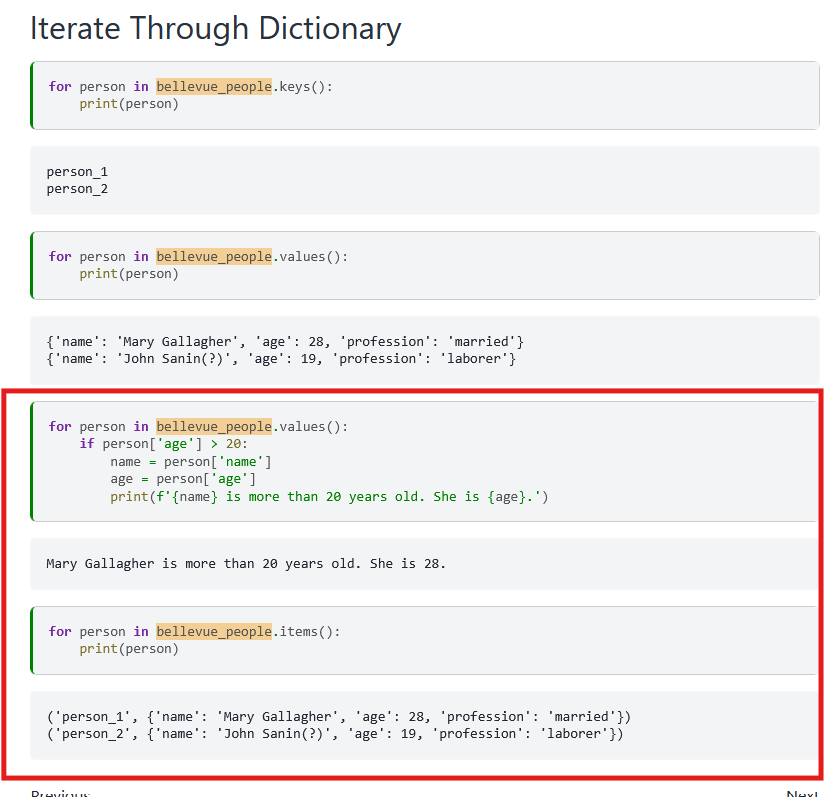 Iterate Through Dictionary
for person in bellevue_people.keys():
    print(person)
person_1
person_2
for person in bellevue_people.values():
    print(person)
{'name': 'Mary Gallagher', 'age': 28, 'profession': 'married'}
{'name': 'John Sanin(?)', 'age': 19, 'profession': 'laborer'}
for person in bellevue_people.values():
    if person['age'] > 20:
        name = person['name']
        age = person['age']
        print(f'{name} is more than 20 years old. She is {age}.')
Mary Gallagher is more than 20 years old. She is 28.
for person in bellevue_people.items():
    print(person)
('person_1', {'name': 'Mary Gallagher', 'age': 28, 'profession': 'married'})
('person_2', {'name': 'John Sanin(?)', 'age': 19, 'profession': 'laborer'})
Previous
Next